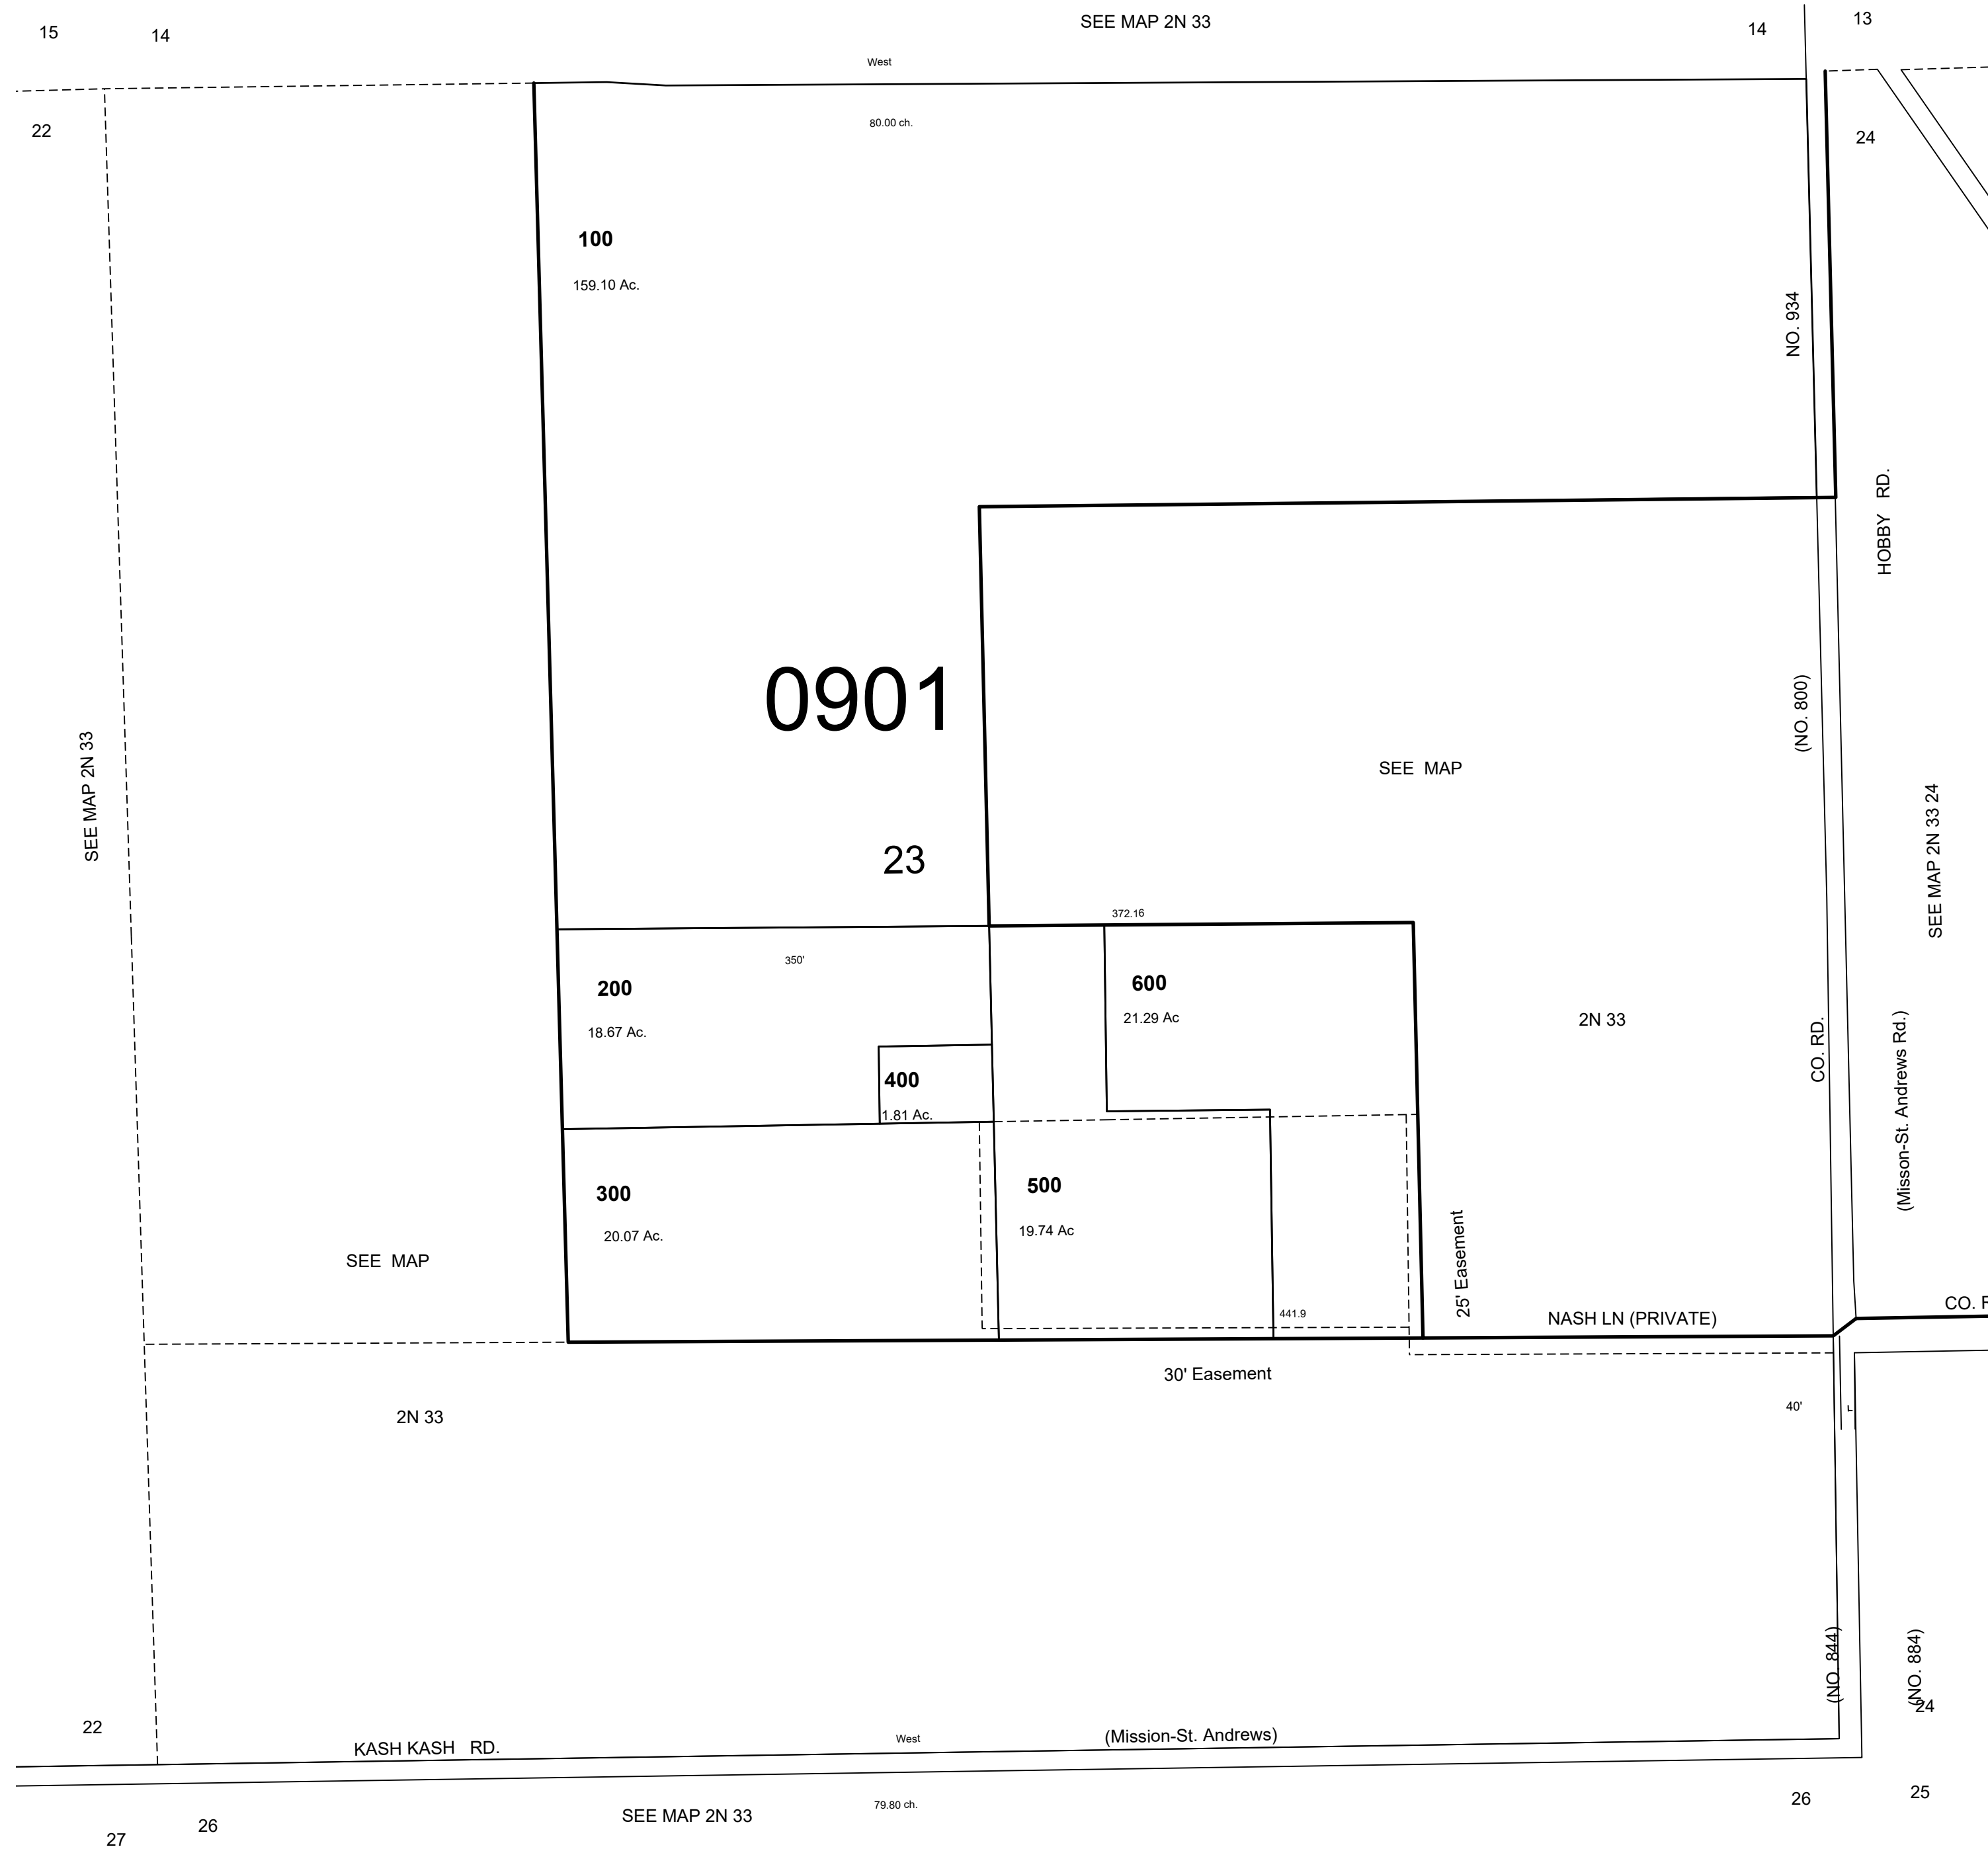 15
14
SEE MAP 2N 33
14
13
West
22
80.00 ch.
24
100
159.10 Ac.
NO. 934
HOBBY RD.
0901
(NO. 800)
SEE MAP 2N 33
SEE MAP
SEE MAP 2N 33 24
23
372.16
350'
200
18.67 Ac.
600
21.29 Ac
2N 33
CO. RD.
(Misson-St. Andrews Rd.)
400
1.81 Ac.
300
20.07 Ac.
500
19.74 Ac
SEE MAP
25' Easement
441.9
NASH LN (PRIVATE)
CO. R
30' Easement
2N 33
40'
(NO. 844)
(NO. 884)
24
22
KASH KASH RD.
West
(Mission-St. Andrews)
79.80 ch.
SEE MAP 2N 33
26
25
27
26